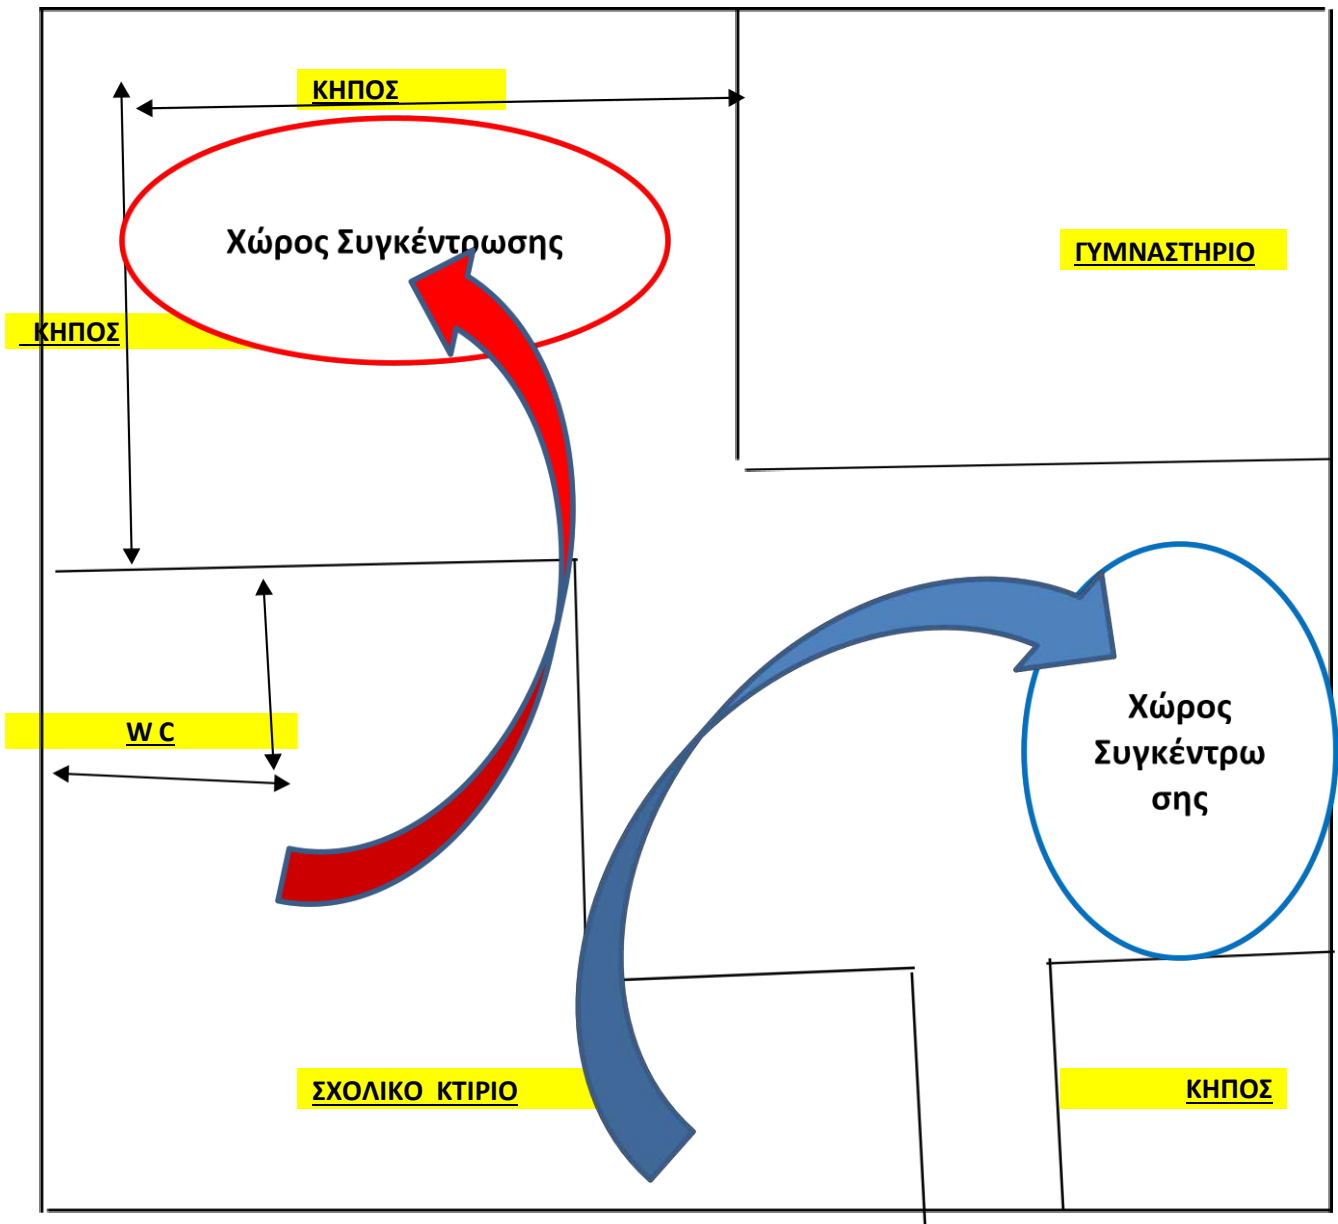 ΚΗΠΟΣ
Χώρος Συγκέντρωσης
ΓΥΜΝΑΣΤΗΡΙΟ
ΚΗΠΟΣ
Χώρος
Συγκέντρω
σης
W C
ΣΧΟΛΙΚΟ ΚΤΙΡΙΟ
ΚΗΠΟΣ